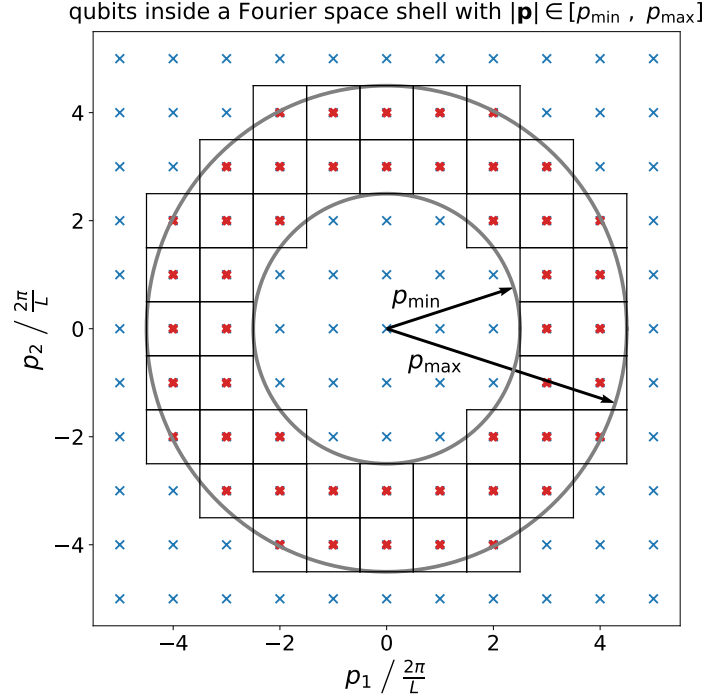 qubits inside a Fourier space shell with |𝐩| ∈ [p_min , p_max]
4
2
0
−2
−4
p_2 / 2π/L
p_min
p_max
−4 −2 0 2 4
p_1 / 2π/L